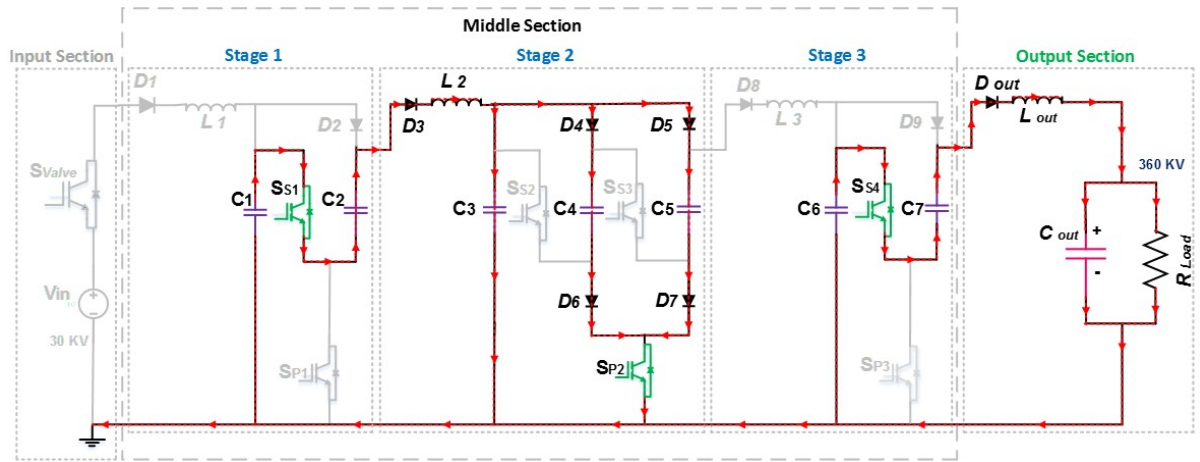 Middle Section
Input Section
Stage 1
Stage 2
Stage 3
Output Section
D1
L 1
D2
D3
L 2
D4
D5
D8
L 3
D9
D out
L out
SValve
C1
SS1
C2
C3
SS2
C4
SS3
C5
C6
SS4
C7
360 KV
C out
+
-
R Load
Vin
+
-
30 KV
D6
D7
SP1
SP2
SP3